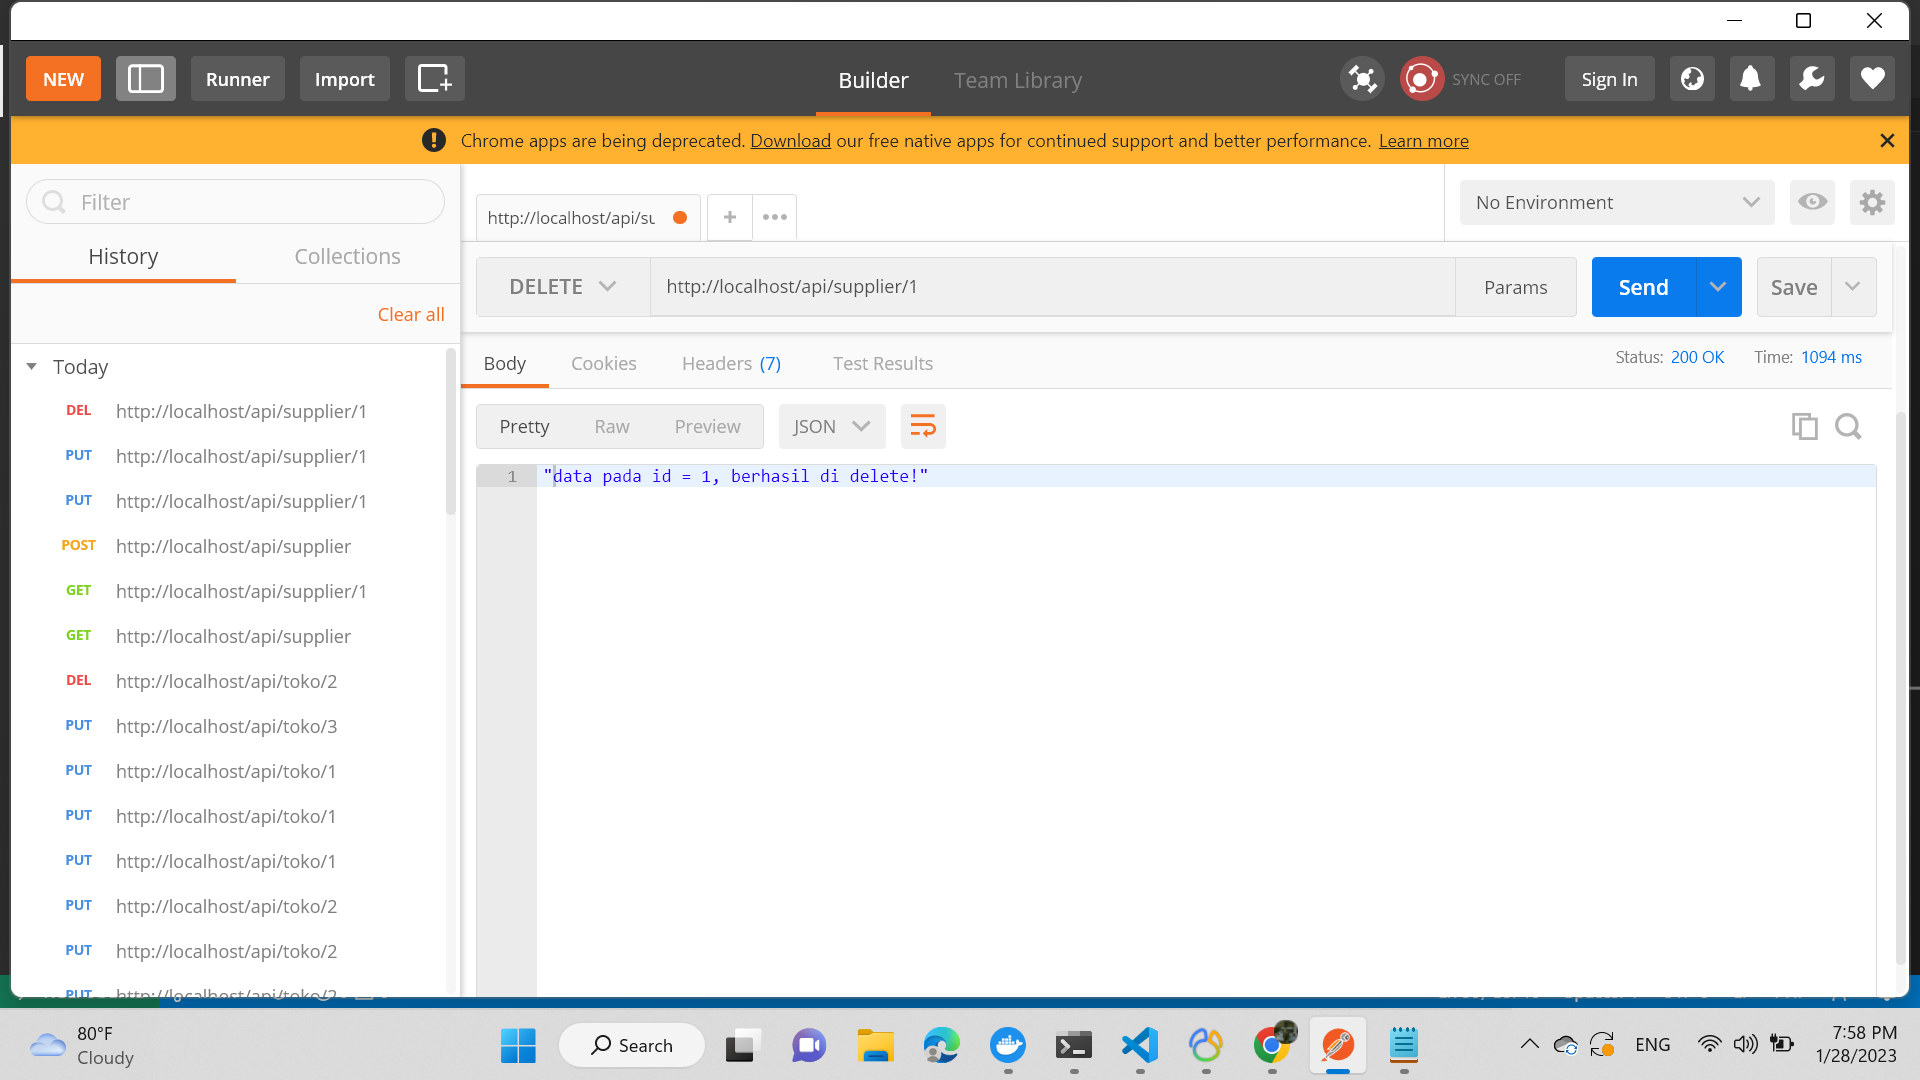 NEW
Runner
Import
Builder
Team Library
SYNC OFF
Sign In
Chrome apps are being deprecated. Download our free native apps for continued support and better performance. Learn more
Filter
History
Collections
Clear all
Today
DEL http://localhost/api/supplier/1
PUT http://localhost/api/supplier/1
PUT http://localhost/api/supplier/1
POST http://localhost/api/supplier
GET http://localhost/api/supplier/1
GET http://localhost/api/supplier
DEL http://localhost/api/toko/2
PUT http://localhost/api/toko/3
PUT http://localhost/api/toko/1
PUT http://localhost/api/toko/1
PUT http://localhost/api/toko/1
PUT http://localhost/api/toko/2
PUT http://localhost/api/toko/2
PUT http://localhost/api/toko/2
http://localhost/api/su
No Environment
DELETE
http://localhost/api/supplier/1
Params
Send
Save
Body
Cookies
Headers (7)
Test Results
Status: 200 OK
Time: 1094 ms
Pretty
Raw
Preview
JSON
1 "data pada id = 1, berhasil di delete!"
80°F
Cloudy
Search
ENG
7:58 PM
1/28/2023